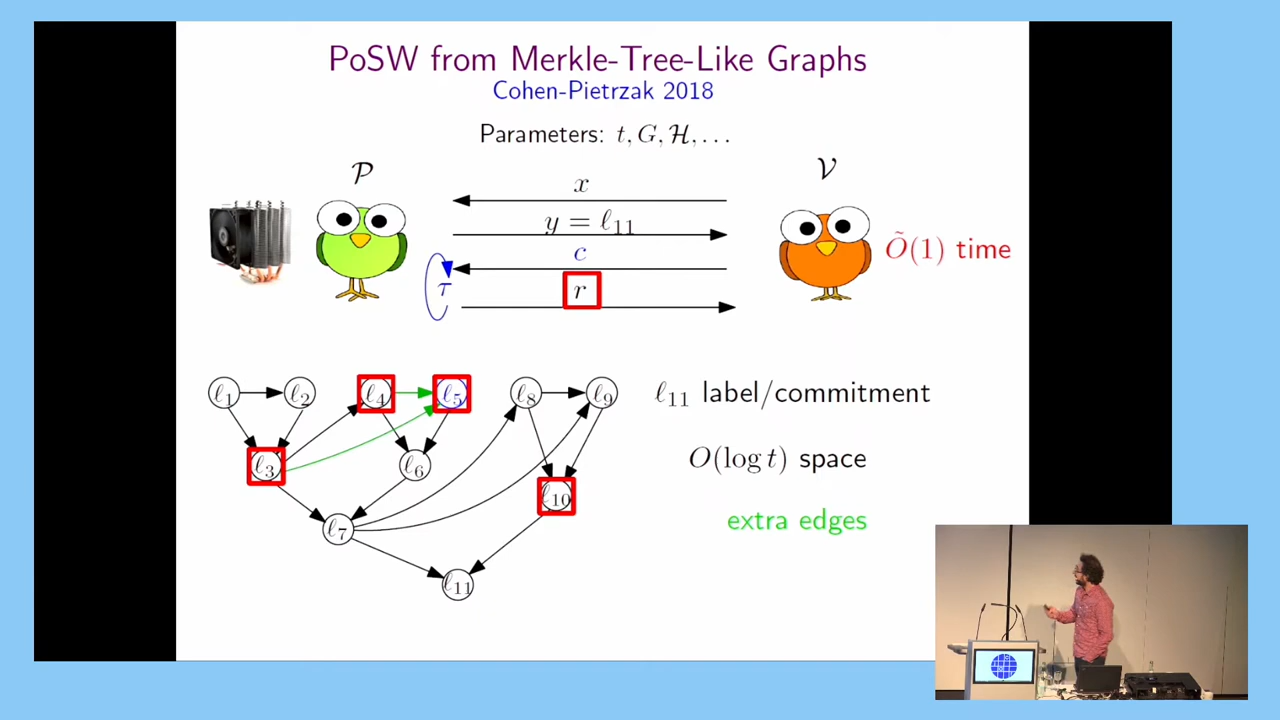 PoSW from Merkle-Tree-Like Graphs
Cohen-Pietrzak 2018
Parameters: t, G, ℋ, ...
𝒫
𝒱
x
y = ℓ₁₁
c
τ
r
Õ(1) time
ℓ₁ ℓ₂ ℓ₄ ℓ₅ ℓ₈ ℓ₉
ℓ₁₁ label/commitment
ℓ₃ ℓ₆ ℓ₁₀
O(log t) space
ℓ₇
extra edges
ℓ₁₁